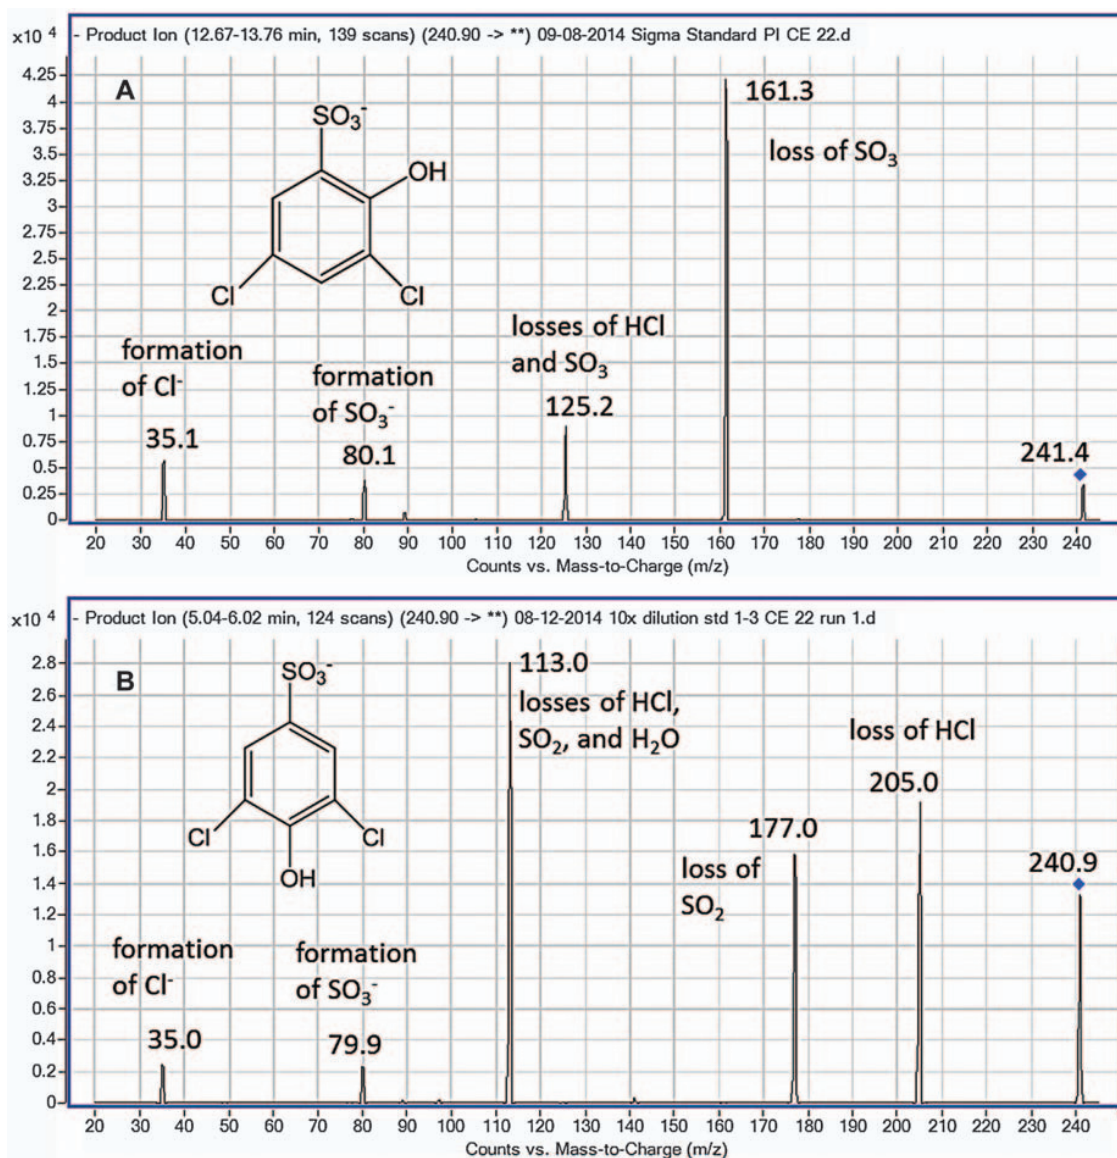 - Product Ion (12.67-13.76 min, 139 scans) (240.90 -> **) 09-08-2014 Sigma Standard PI CE 22.d
x10 4
A
4.25
4
3.75
3.5
3.25
3
2.75
2.5
2.25
2
1.75
1.5
1.25
1
0.75
0.5
0.25
0
SO3-
OH
Cl
Cl
161.3
loss of SO3
losses of HCl
and SO3
125.2
formation
of Cl-
35.1
formation
of SO3-
80.1
241.4
20 30 40 50 60 70 80 90 100 110 120 130 140 150 160 170 180 190 200 210 220 230 240
Counts vs. Mass-to-Charge (m/z)
- Product Ion (5.04-6.02 min, 124 scans) (240.90 -> **) 08-12-2014 10x dilution std 1-3 CE 22 run 1.d
x10 4
B
2.8
2.6
2.4
2.2
2
1.8
1.6
1.4
1.2
1
0.8
0.6
0.4
0.2
0
SO3-
Cl
Cl
OH
113.0
losses of HCl,
SO2, and H2O
loss of HCl
205.0
177.0
loss of
SO2
240.9
formation
of Cl-
35.0
formation
of SO3-
79.9
20 30 40 50 60 70 80 90 100 110 120 130 140 150 160 170 180 190 200 210 220 230 240
Counts vs. Mass-to-Charge (m/z)